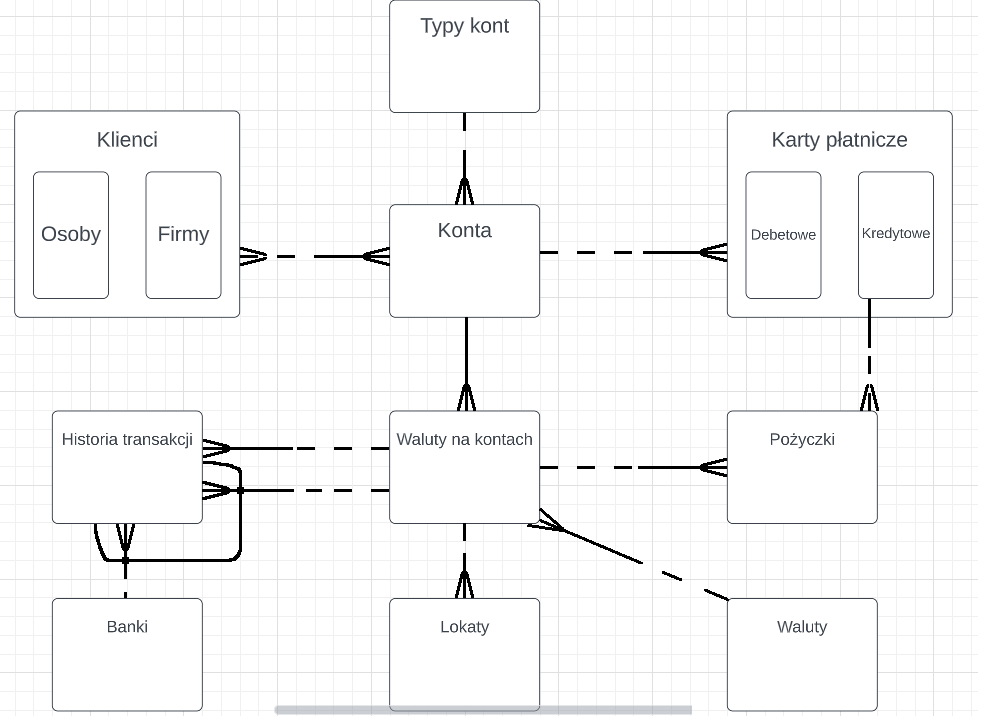 Typy kont
Klienci
Osoby
Firmy
Konta
Karty płatnicze
Debetowe
Kredytowe
Historia transakcji
Waluty na kontach
Pożyczki
Banki
Lokaty
Waluty